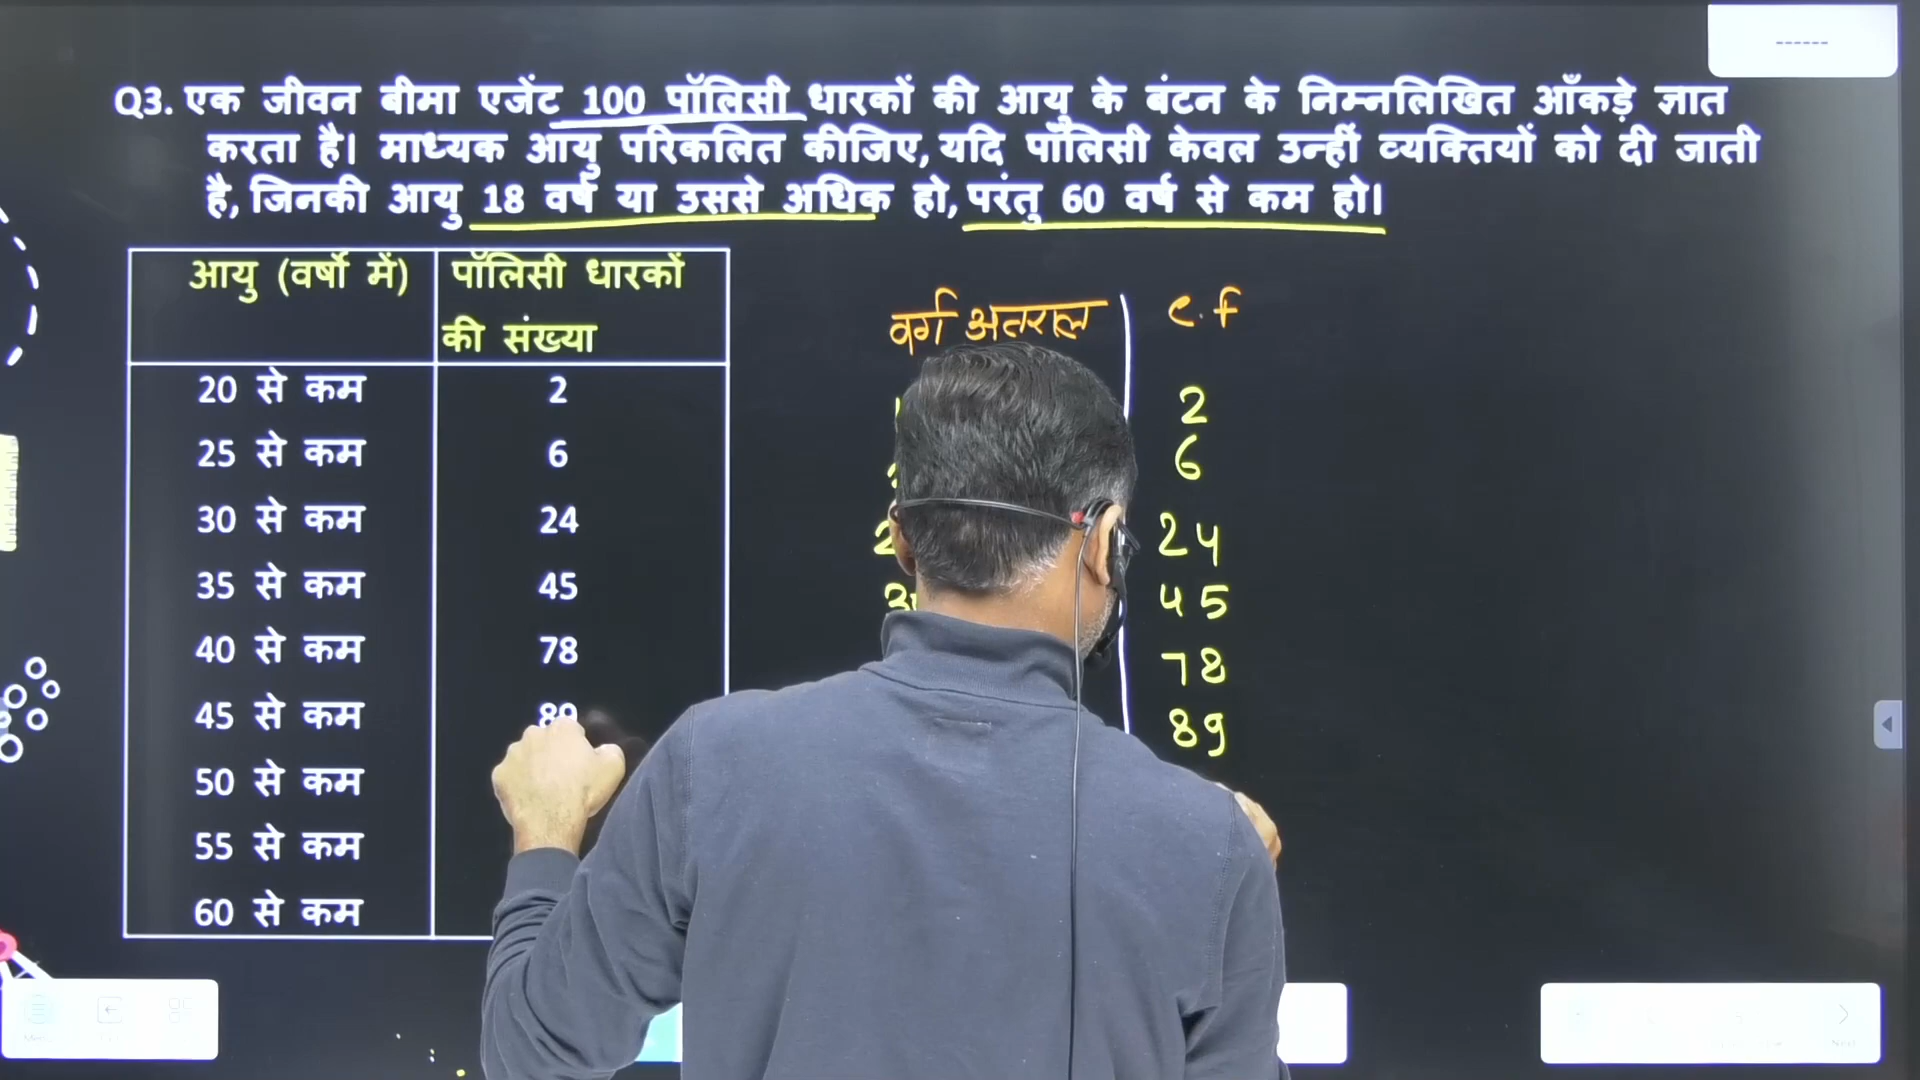 Q3. एक जीवन बीमा एजेंट 100 पॉलिसी धारकों की आयु के बंटन के निम्नलिखित आँकड़े ज्ञात
करता है। माध्यक आयु परिकलित कीजिए, यदि पॉलिसी केवल उन्हीं व्यक्तियों को दी जाती
है, जिनकी आयु 18 वर्ष या उससे अधिक हो, परंतु 60 वर्ष से कम हो।
आयु (वर्षो में) पॉलिसी धारकों
की संख्या
20 से कम 2
25 से कम 6
30 से कम 24
35 से कम 45
40 से कम 78
45 से कम 89
50 से कम
55 से कम
60 से कम
वर्ग अतराल c.f
2
6
24
45
78
89